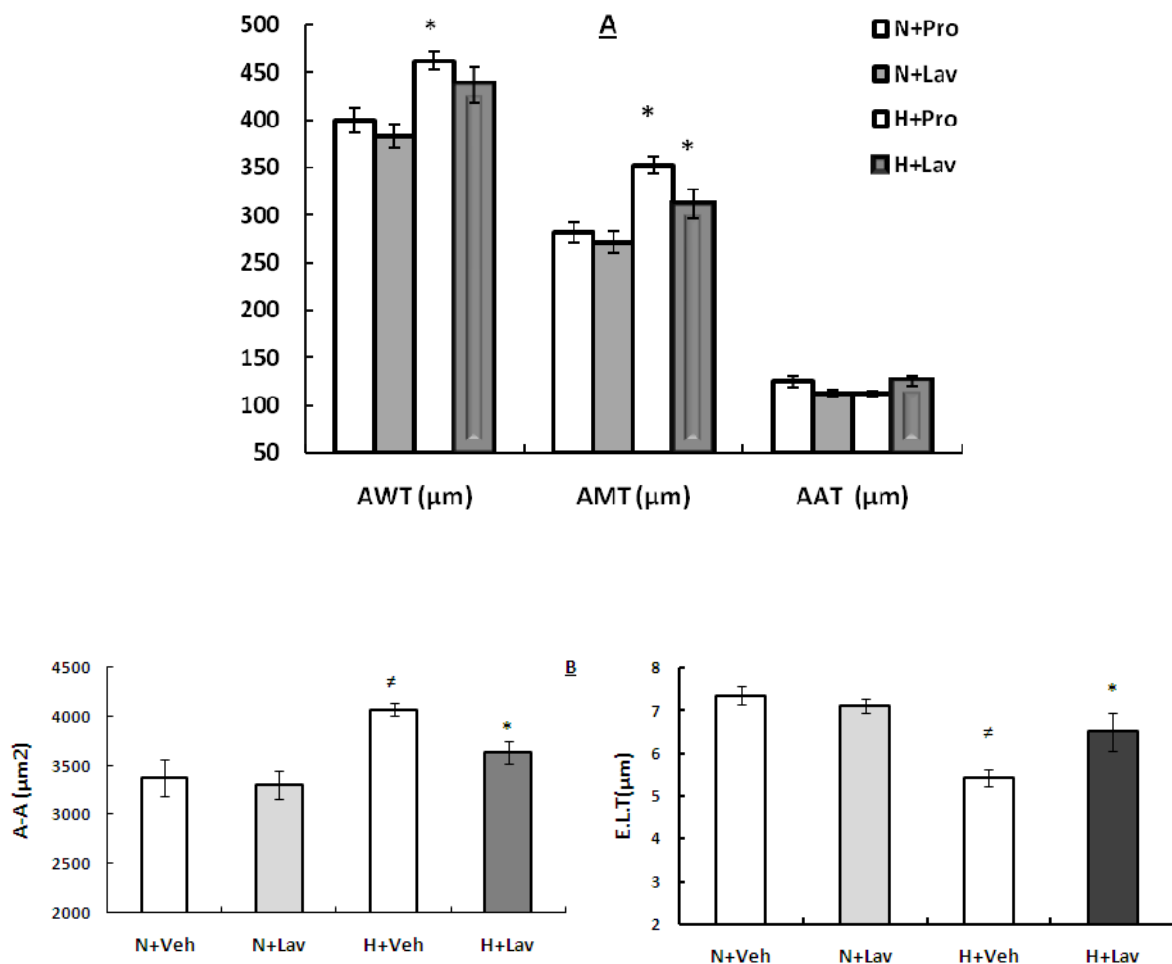 A
500
450
400
350
300
250
200
150
100
50
*
*
*
N+Pro
N+Lav
H+Pro
H+Lav
AWT (μm) AMT (μm) AAT (μm)
B
A-A (μm2)
4500
4000
3500
3000
2500
2000
≠
*
N+Veh N+Lav H+Veh H+Lav
E.L.T(μm)
8
7
6
5
4
3
2
≠
*
N+Veh N+Lav H+Veh H+Lav